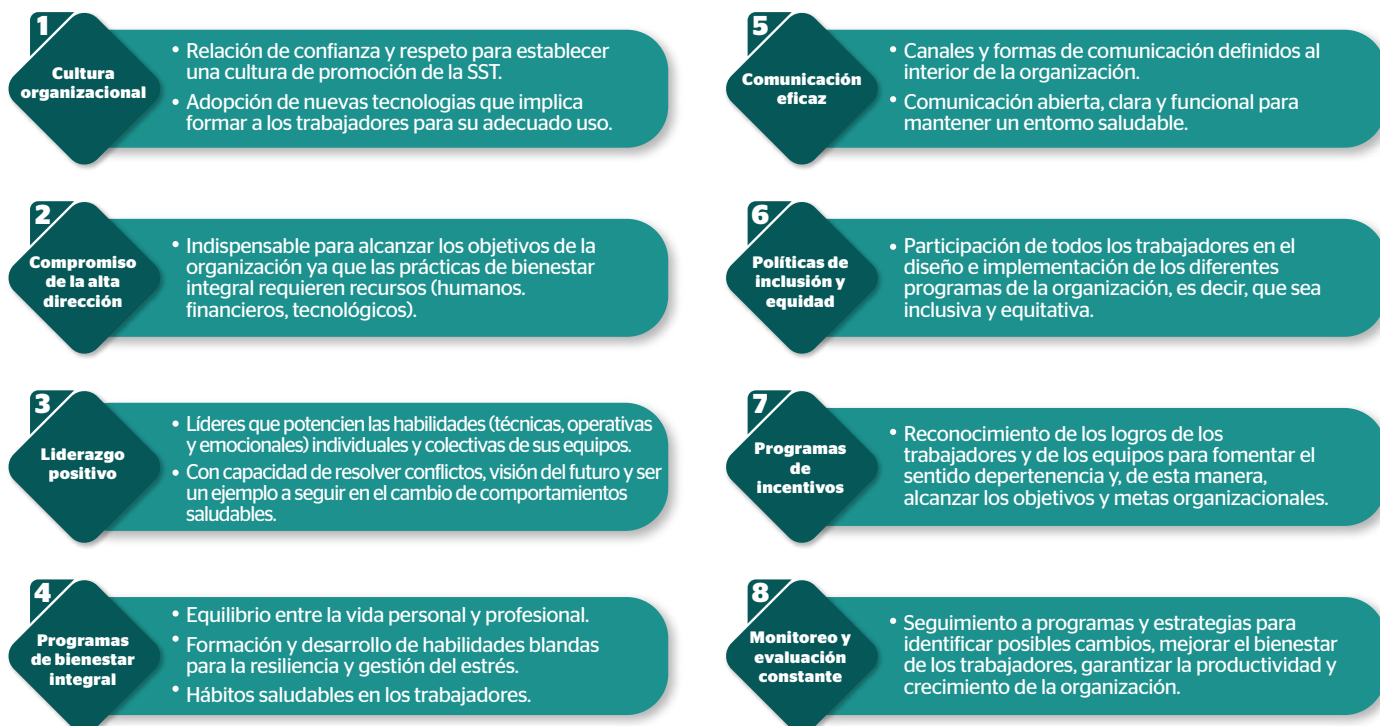 1
Cultura
organizacional
• Relación de confianza y respeto para establecer
una cultura de promoción de la SST.
• Adopción de nuevas tecnologias que implica
formar a los trabajadores para su adecuado uso.
2
Compromiso
de la alta
dirección
• Indispensable para alcanzar los objetivos de la
organización ya que las prácticas de bienestar
integral requieren recursos (humanos.
financieros, tecnológicos).
3
Liderazgo
positivo
• Líderes que potencien las habilidades (técnicas, operativas
y emocionales) individuales y colectivas de sus equipos.
• Con capacidad de resolver conflictos, visión del futuro y ser
un ejemplo a seguir en el cambio de comportamientos
saludables.
4
Programas
de bienestar
integral
• Equilibrio entre la vida personal y profesional.
• Formación y desarrollo de habilidades blandas
para la resiliencia y gestión del estrés.
• Hábitos saludables en los trabajadores.
5
Comunicación
eficaz
• Canales y formas de comunicación definidos al
interior de la organización.
• Comunicación abierta, clara y funcional para
mantener un entomo saludable.
6
Políticas de
inclusión y
equidad
• Participación de todos los trabajadores en el
diseño e implementación de los diferentes
programas de la organización, es decir, que sea
inclusiva y equitativa.
7
Programas
de
incentivos
• Reconocimiento de los logros de los
trabajadores y de los equipos para fomentar el
sentido depertenencia y, de esta manera,
alcanzar los objetivos y metas organizacionales.
8
Monitoreo y
evaluación
constante
• Seguimiento a programas y estrategias para
identificar posibles cambios, mejorar el bienestar
de los trabajadores, garantizar la productividad y
crecimiento de la organización.